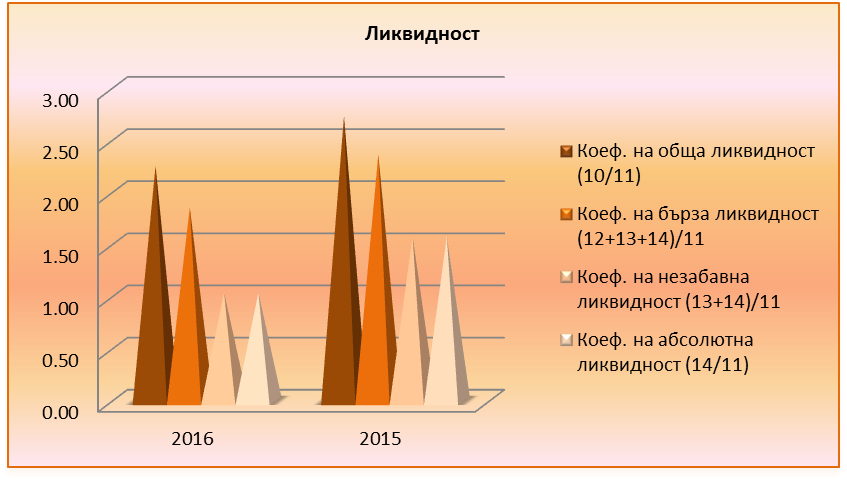 Ликвидност
3.00
2.50
2.00
1.50
1.00
0.50
0.00
2016
2015
Коеф. на обща ликвидност
(10/11)
Коеф. на бърза ликвидност
(12+13+14)/11
Коеф. на незабавна
ликвидност (13+14)/11
Коеф. на абсолютна
ликвидност (14/11)